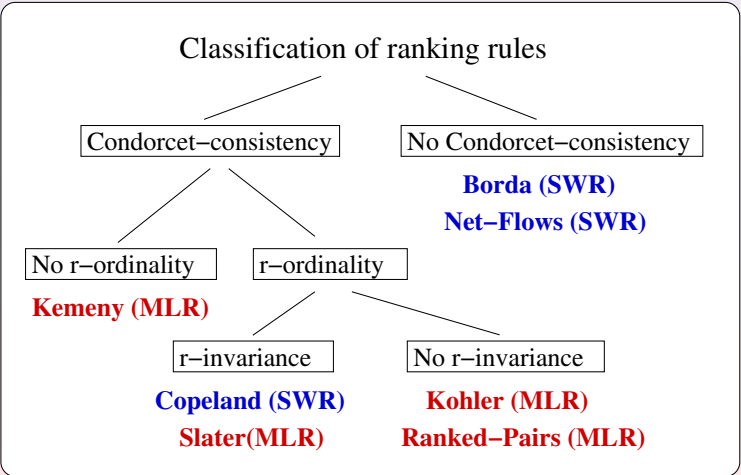 Classification of ranking rules
Condorcet−consistency
No Condorcet−consistency
Borda (SWR)
Net−Flows (SWR)
No r−ordinality
r−ordinality
Kemeny (MLR)
r−invariance
No r−invariance
Copeland (SWR)
Kohler (MLR)
Slater(MLR)
Ranked−Pairs (MLR)